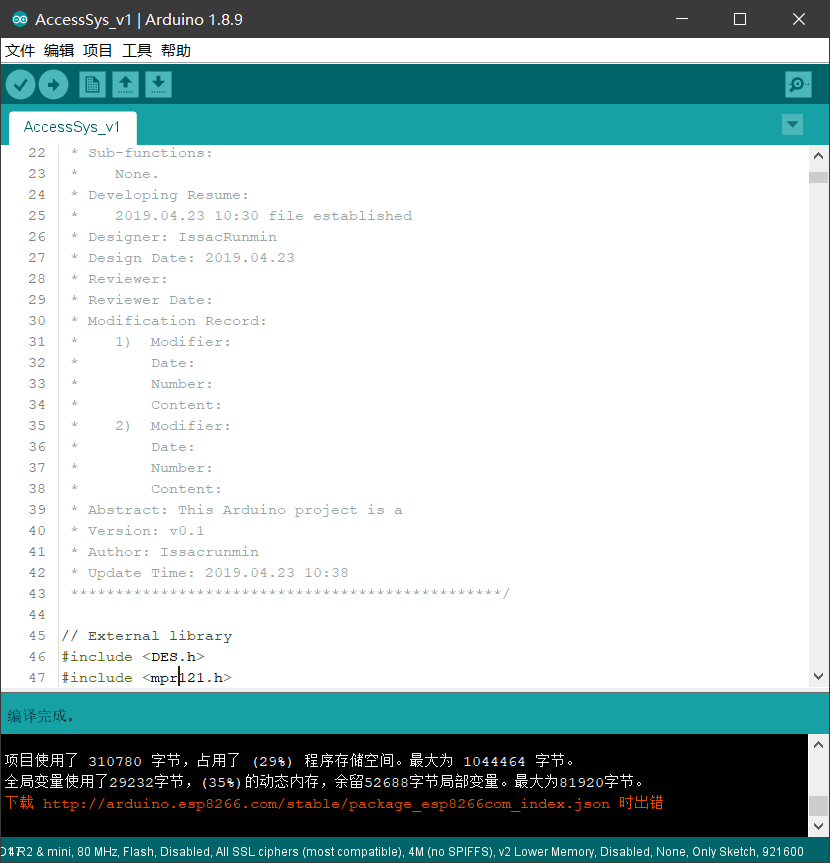 AccessSys_v1 | Arduino 1.8.9
文件 编辑 项目 工具 帮助
AccessSys_v1
22 * Sub-functions:
23 *    None.
24 * Developing Resume:
25 *    2019.04.23 10:30 file established
26 * Designer: IssacRunmin
27 * Design Date: 2019.04.23
28 * Reviewer:
29 * Reviewer Date:
30 * Modification Record:
31 *    1)  Modifier:
32 *        Date:
33 *        Number:
34 *        Content:
35 *    2)  Modifier:
36 *        Date:
37 *        Number:
38 *        Content:
39 * Abstract: This Arduino project is a
40 * Version: v0.1
41 * Author: Issacrunmin
42 * Update Time: 2019.04.23 10:38
43 ************************************************/
44
45 // External library
46 #include <DES.h>
47 #include <mpr121.h>
编译完成。
项目使用了 310780 字节，占用了 (29%) 程序存储空间。最大为 1044464 字节。
全局变量使用了29232字节，(35%)的动态内存，余留52688字节局部变量。最大为81920字节。
下载 http://arduino.esp8266.com/stable/package_esp8266com_index.json 时出错
R2 & mini, 80 MHz, Flash, Disabled, All SSL ciphers (most compatible), 4M (no SPIFFS), v2 Lower Memory, Disabled, None, Only Sketch, 921600